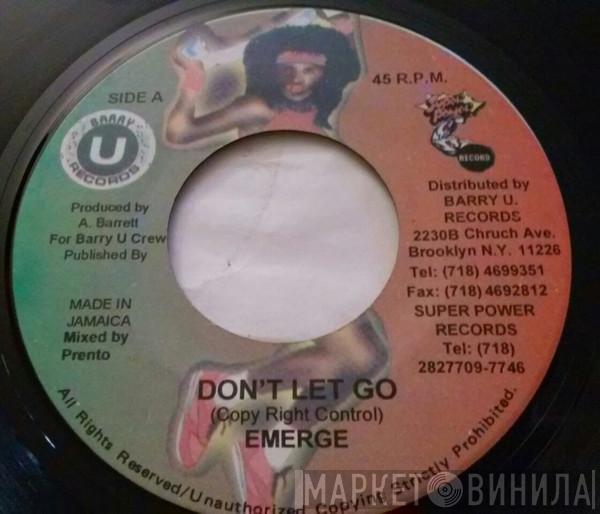 SIDE A
45 R.P.M.
BARRY
U
RECORDS
RECORD
Produced by
A. Barrett
For Barry U Crew
Published By
MADE IN
JAMAICA
Mixed by
Prento
Distributed by
BARRY U.
RECORDS
2230B Chruch Ave.
Brooklyn N.Y. 11226
Tel: (718) 4699351
Fax: (718) 4692812
SUPER POWER
RECORDS
Tel: (718)
2827709-7746
DON'T LET GO
(Copy Right Control)
EMERGE
All Rights Reserved/Unauthorized Copying Strictly Prohibited.
МАРКЕТ ВИНИЛА